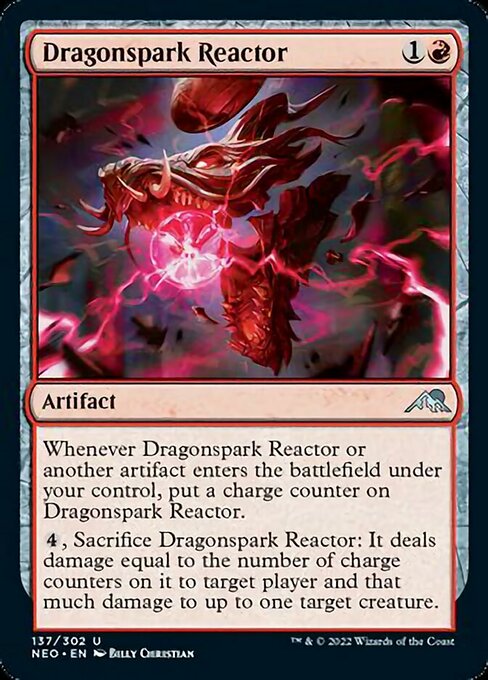 Dragonspark Reactor 1
Artifact
Whenever Dragonspark Reactor or
another artifact enters the battlefield under
your control, put a charge counter on
Dragonspark Reactor.
4, Sacrifice Dragonspark Reactor: It deals
damage equal to the number of charge
counters on it to target player and that
much damage to up to one target creature.
137/302 U
NEO • EN Billy Christian
™ & © 2022 Wizards of the Coast